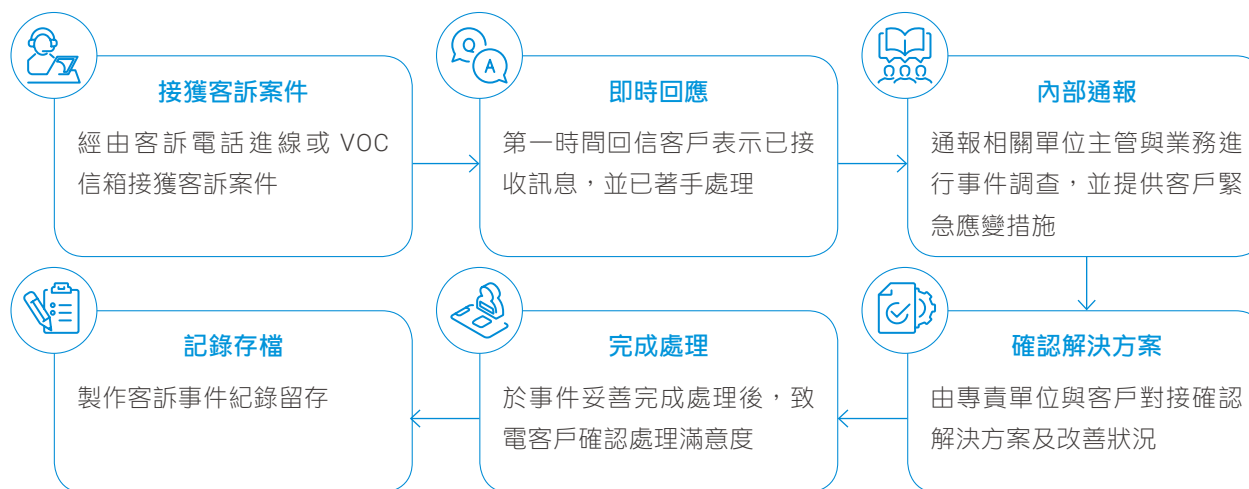 接獲客訴案件
經由客訴電話進線或 VOC
信箱接獲客訴案件
Q
A
即時回應
第一時間回信客戶表示已接
收訊息，並已著手處理
內部通報
通報相關單位主管與業務進
行事件調查，並提供客戶緊
急應變措施
確認解決方案
由專責單位與客戶對接確認
解決方案及改善狀況
完成處理
於事件妥善完成處理後，致
電客戶確認處理滿意度
記錄存檔
製作客訴事件紀錄留存